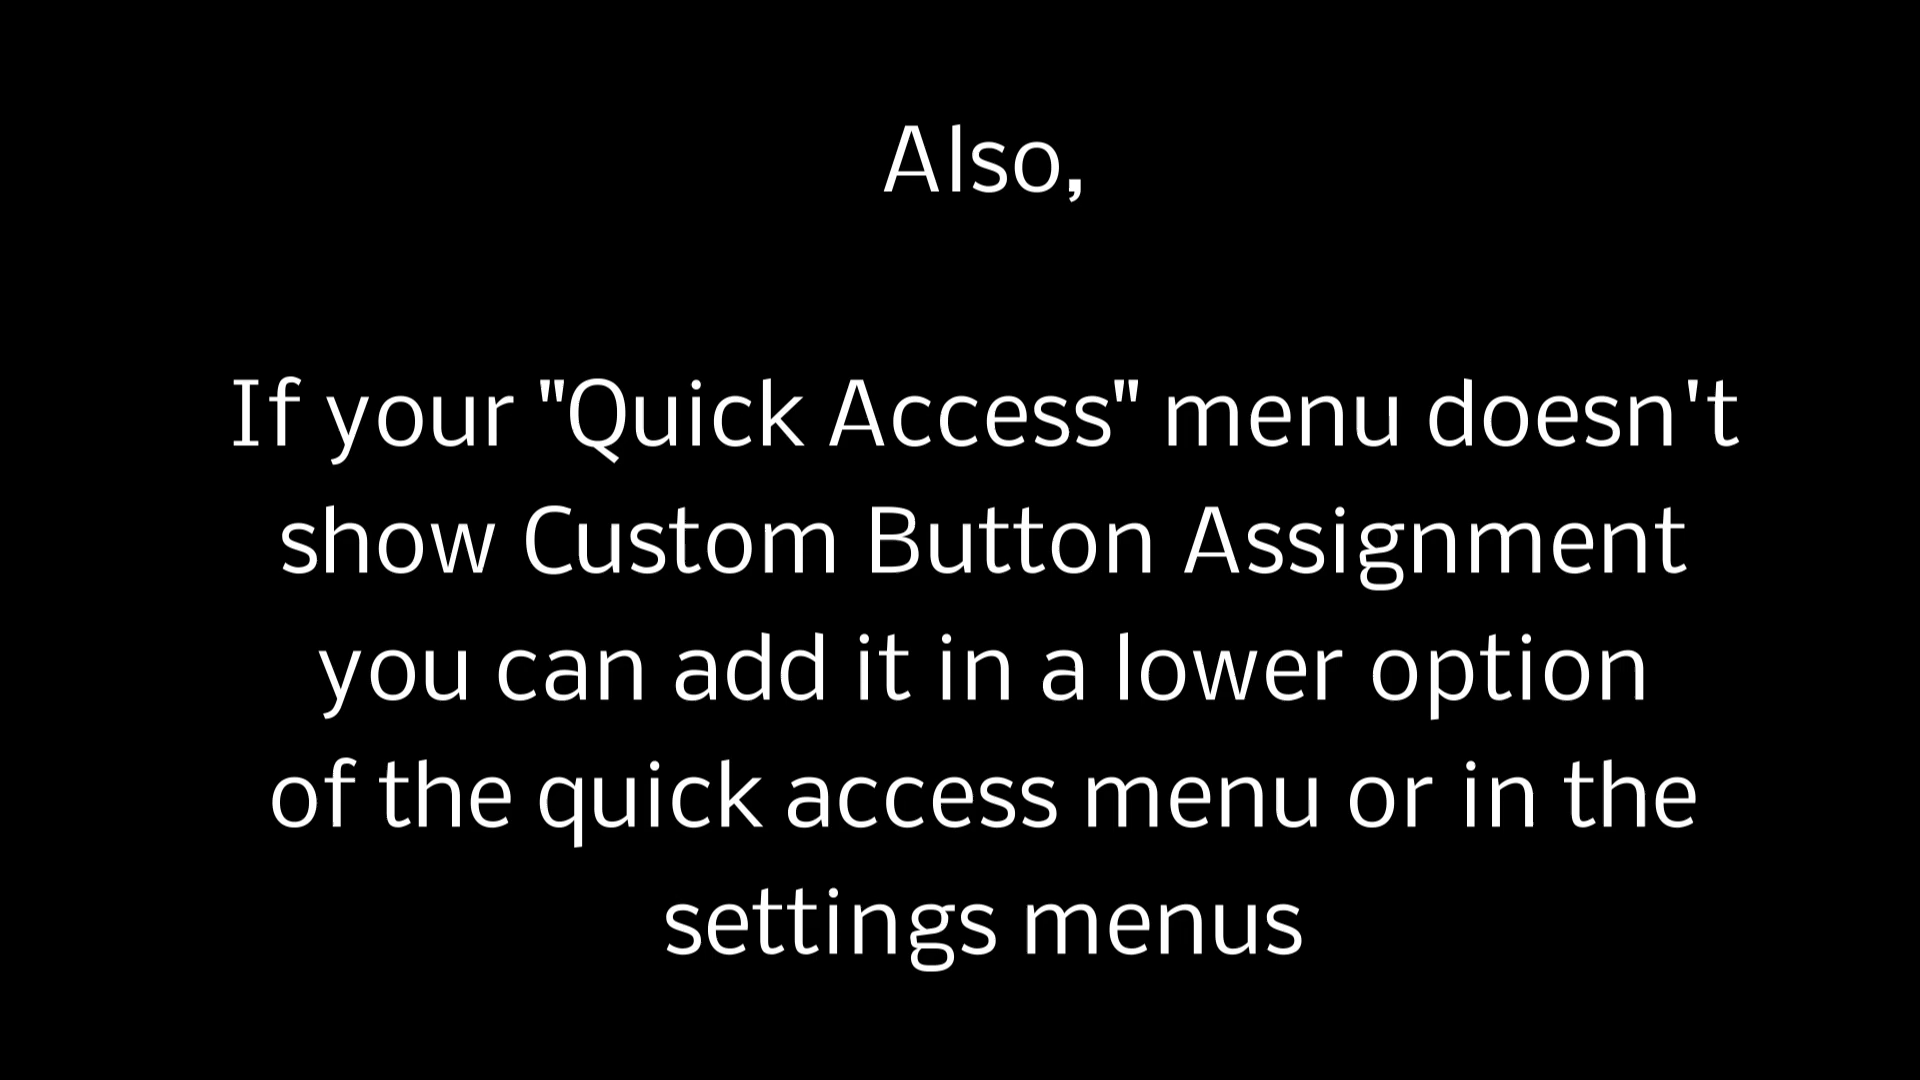 Also,
If your "Quick Access" menu doesn't
show Custom Button Assignment
you can add it in a lower option
of the quick access menu or in the
settings menus